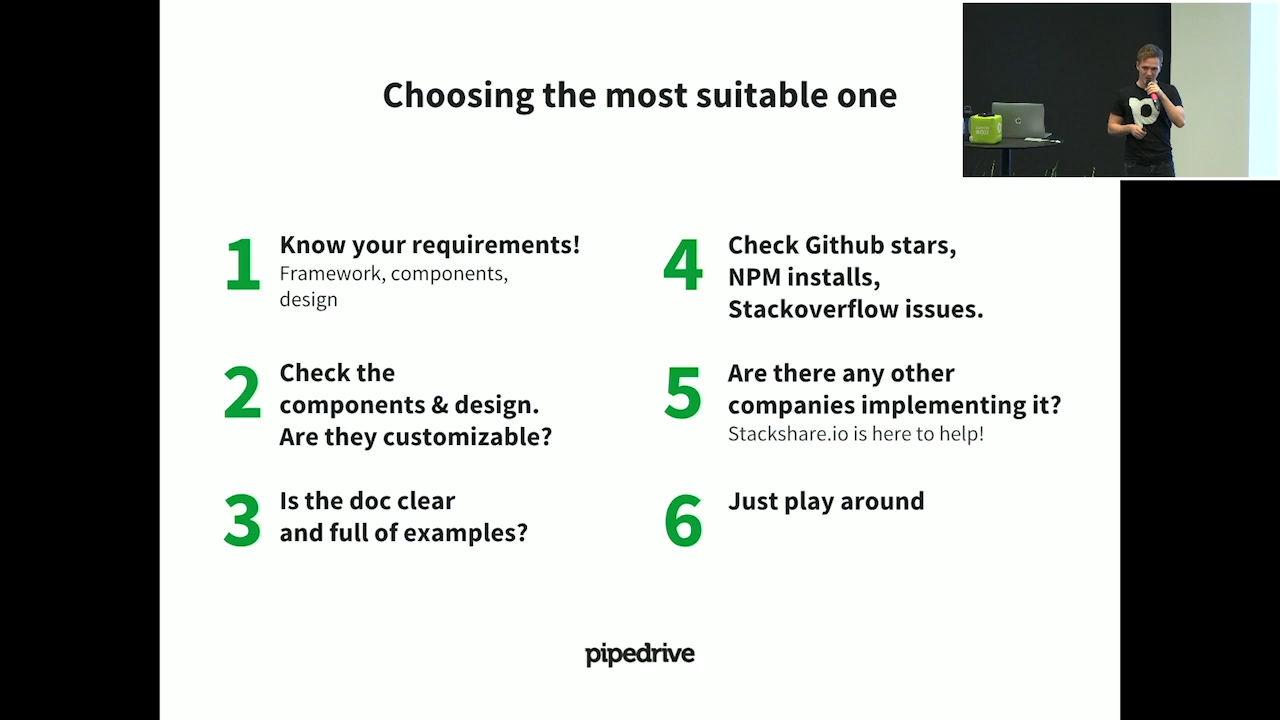 Choosing the most suitable one
1
Know your requirements!
Framework, components,
design
2
Check the
components & design.
Are they customizable?
3
Is the doc clear
and full of examples?
4
Check Github stars,
NPM installs,
Stackoverflow issues.
5
Are there any other
companies implementing it?
Stackshare.io is here to help!
6
Just play around
pipedrive